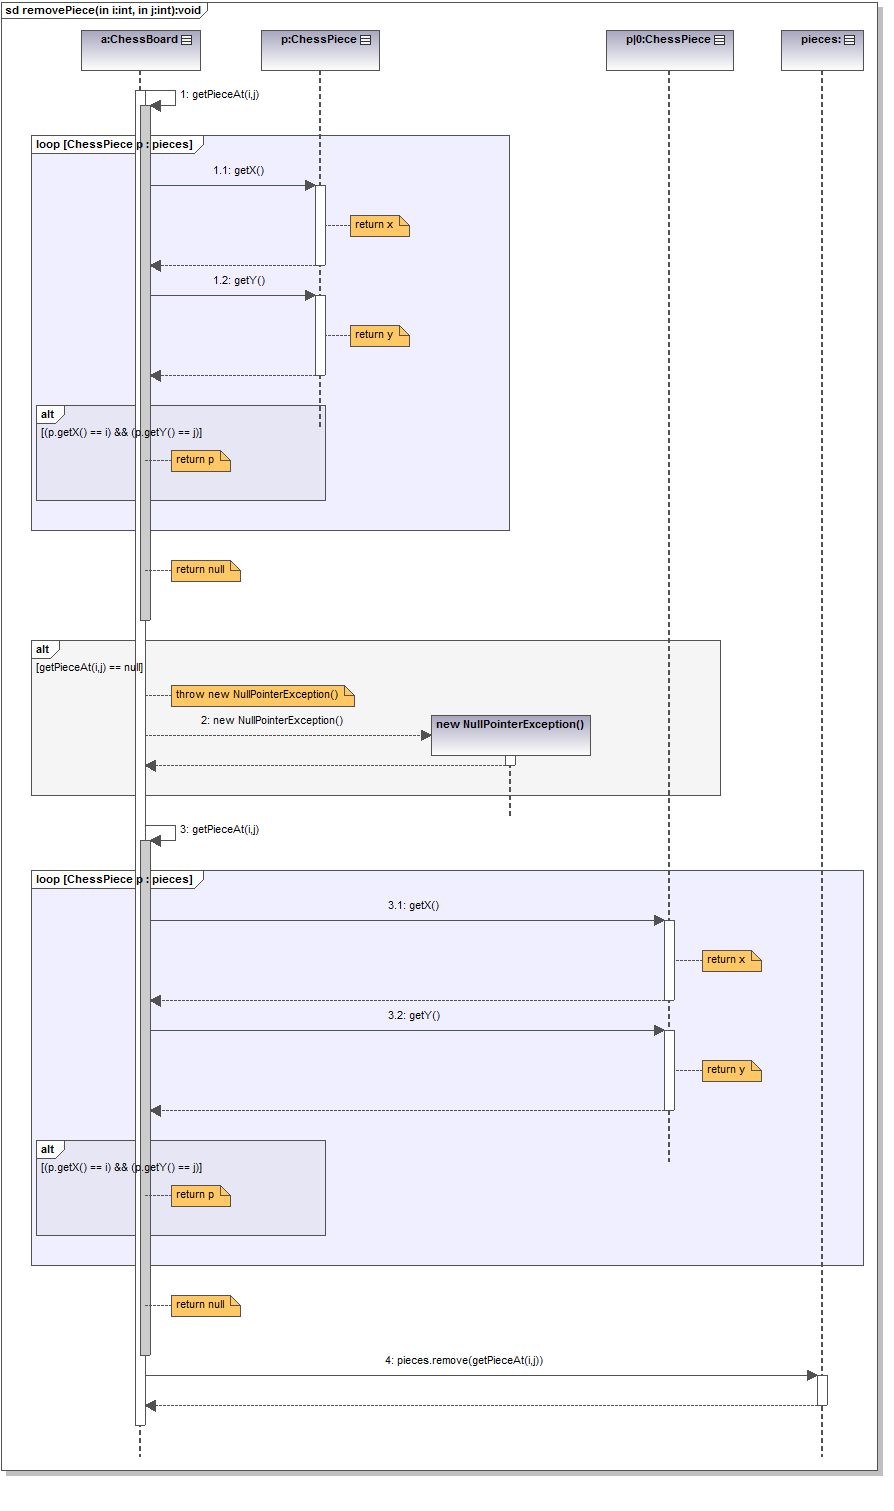 sd removePiece(in i:int, in j:int):void
a:ChessBoard
p:ChessPiece
p|0:ChessPiece
pieces:
1: getPieceAt(i,j)
loop [ChessPiece p : pieces]
1.1: getX()
return x
1.2: getY()
return y
alt
[(p.getX() == i) && (p.getY() == j)]
return p
return null
alt
[getPieceAt(i,j) == null]
throw new NullPointerException()
2: new NullPointerException()
new NullPointerException()
3: getPieceAt(i,j)
loop [ChessPiece p : pieces]
3.1: getX()
return x
3.2: getY()
return y
alt
[(p.getX() == i) && (p.getY() == j)]
return p
return null
4: pieces.remove(getPieceAt(i,j))